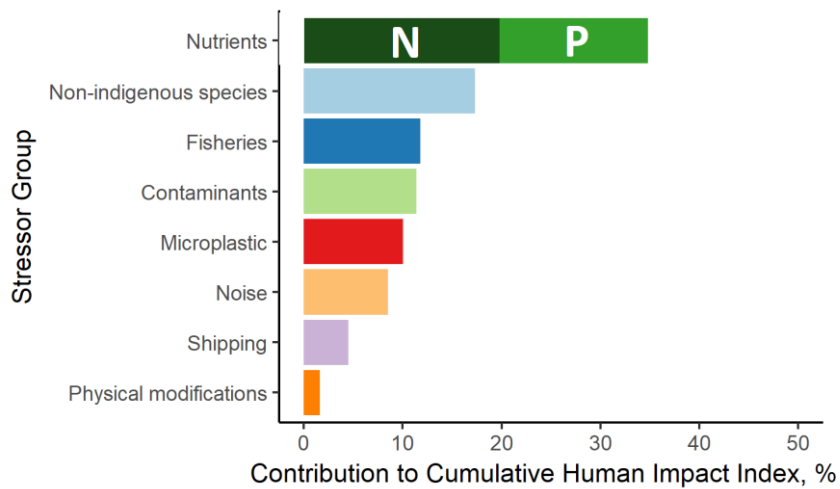 Nutrients
N P
Non-indigenous species
Fisheries
Contaminants
Microplastic
Noise
Shipping
Physical modifications
Stressor Group
0 10 20 30 40 50
Contribution to Cumulative Human Impact Index, %